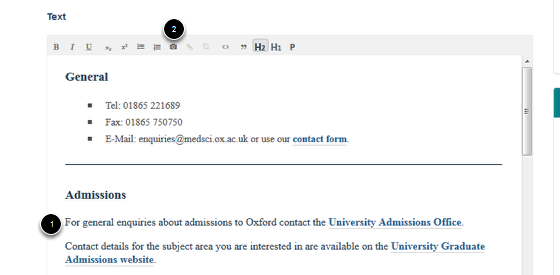 Text
2
B I U x₂ x² <> " H2 H1 P
General
Tel: 01865 221689
Fax: 01865 750750
E-Mail: enquiries@medsci.ox.ac.uk or use our contact form.
Admissions
1
For general enquiries about admissions to Oxford contact the University Admissions Office.
Contact details for the subject area you are interested in are available on the University Graduate
Admissions website.